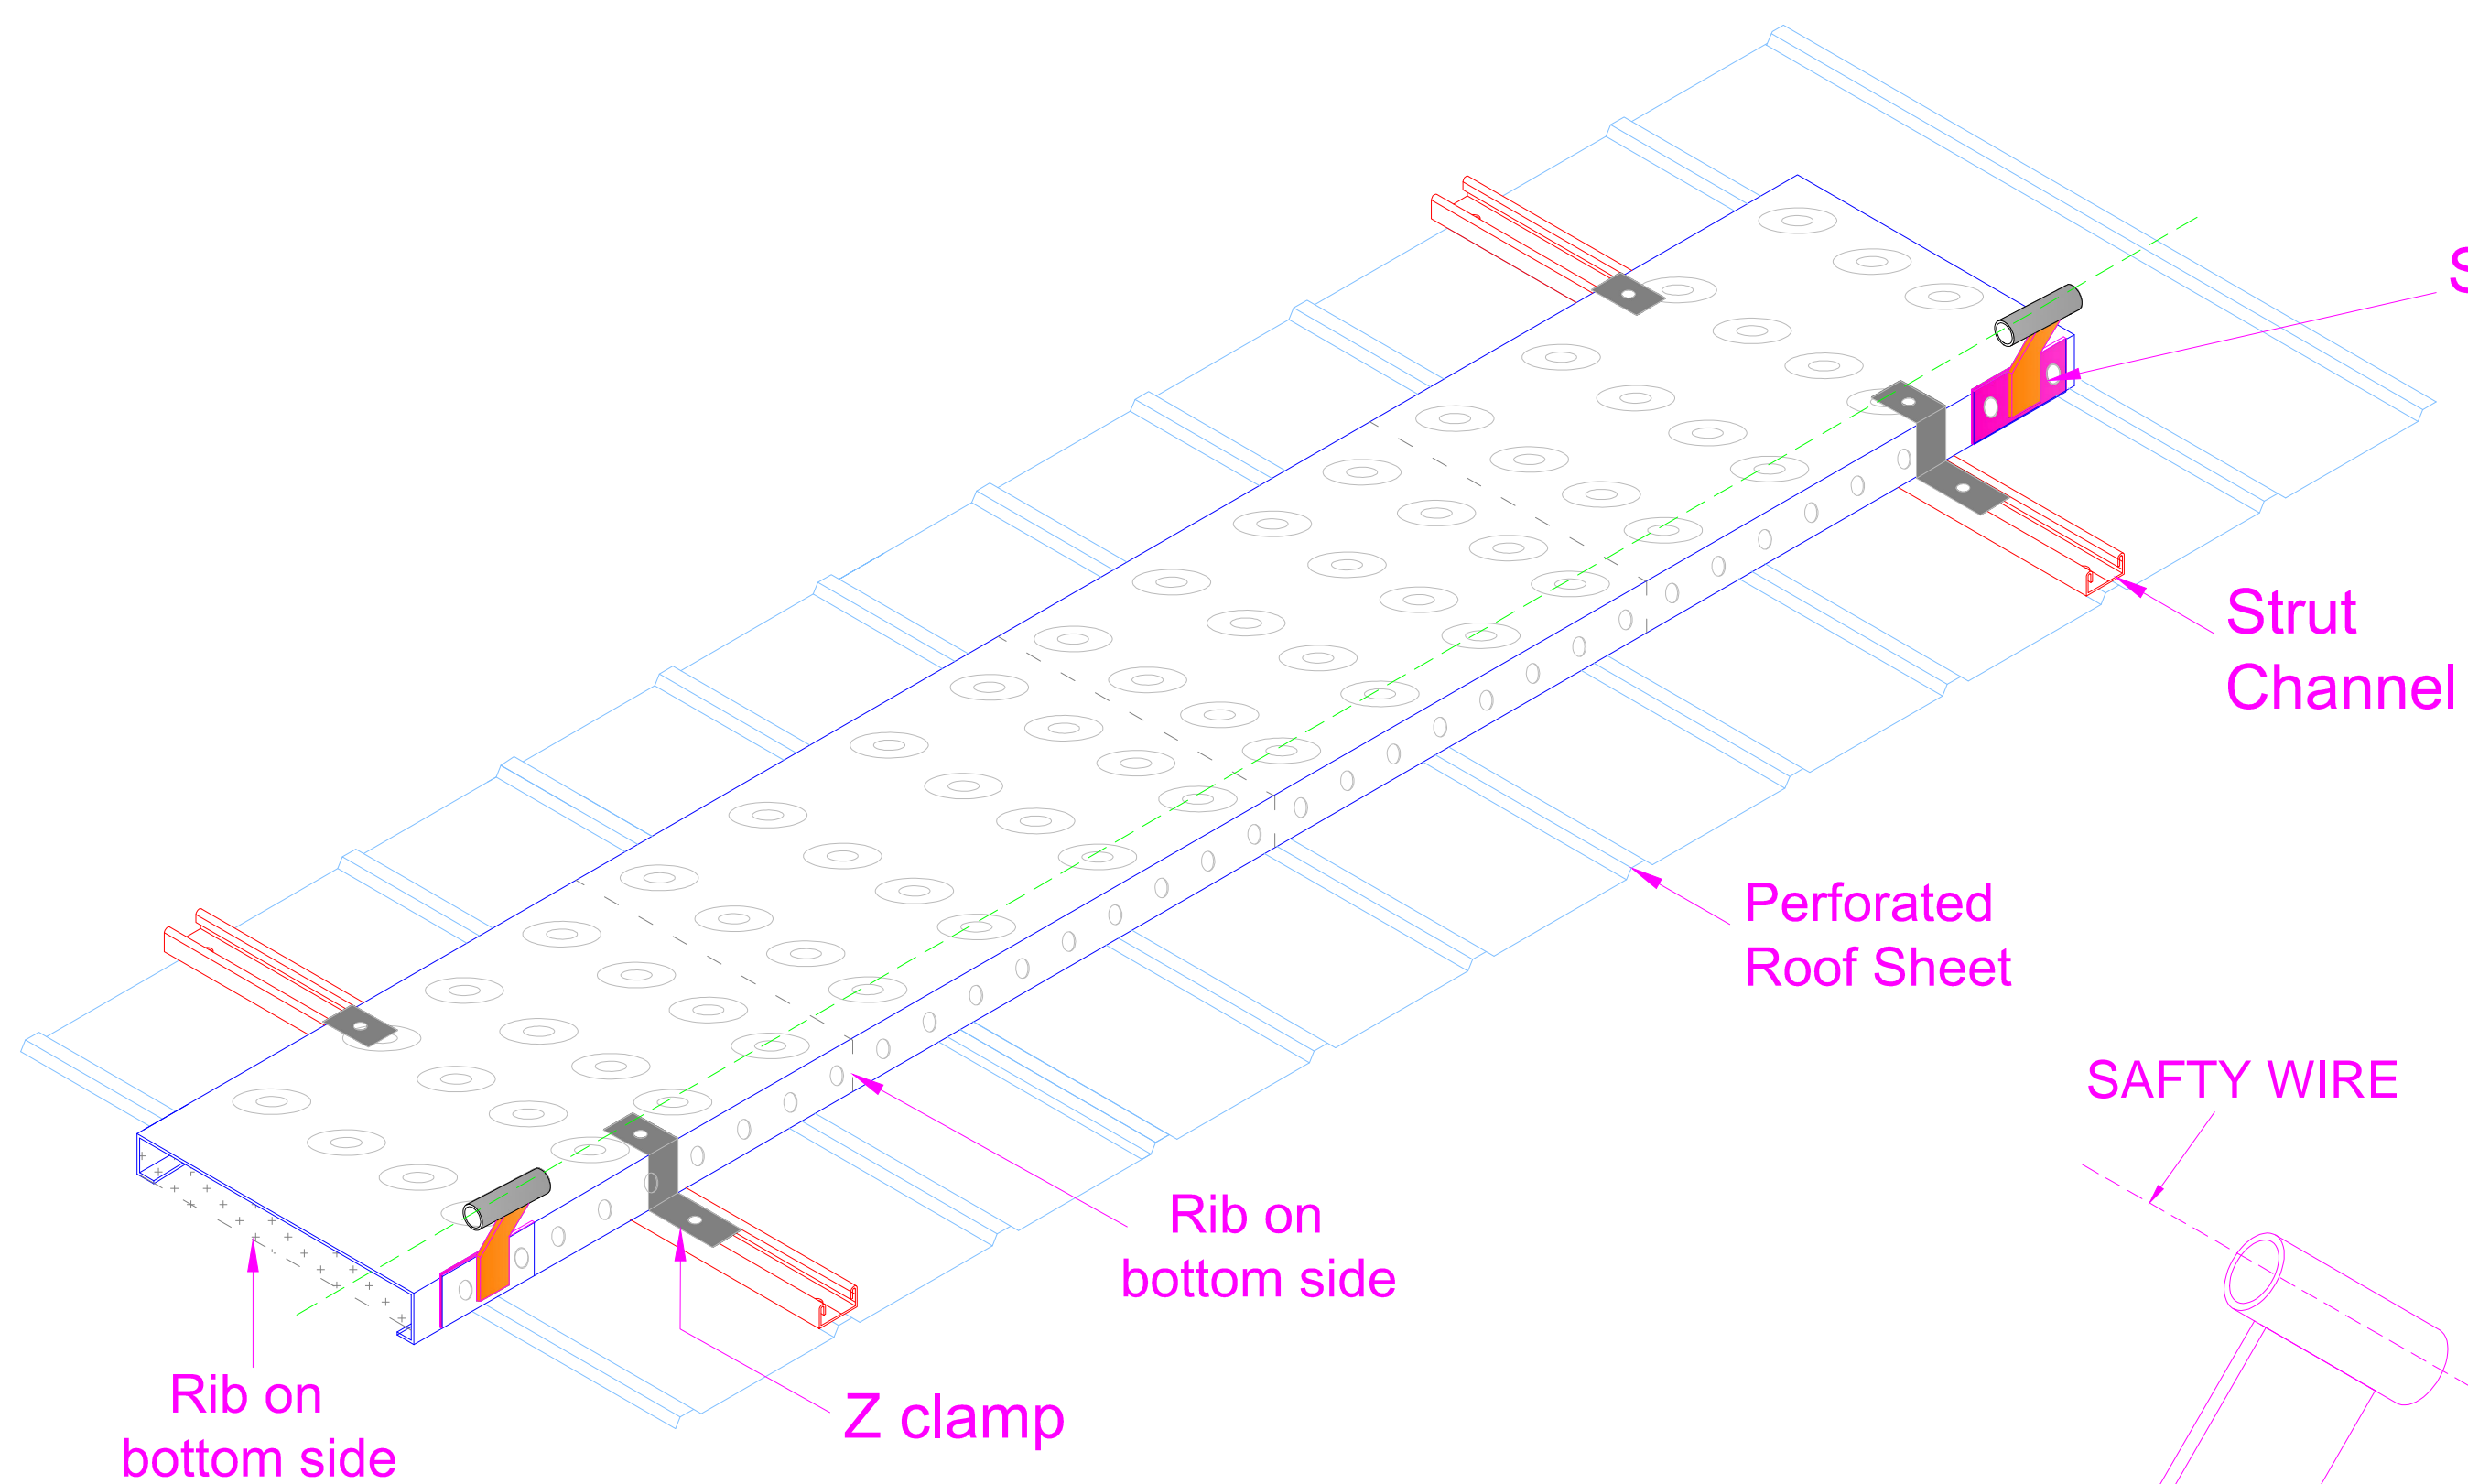 S
Strut
Channel
Perforated
Roof Sheet
SAFTY WIRE
Rib on
bottom side
Rib on
bottom side
Z clamp